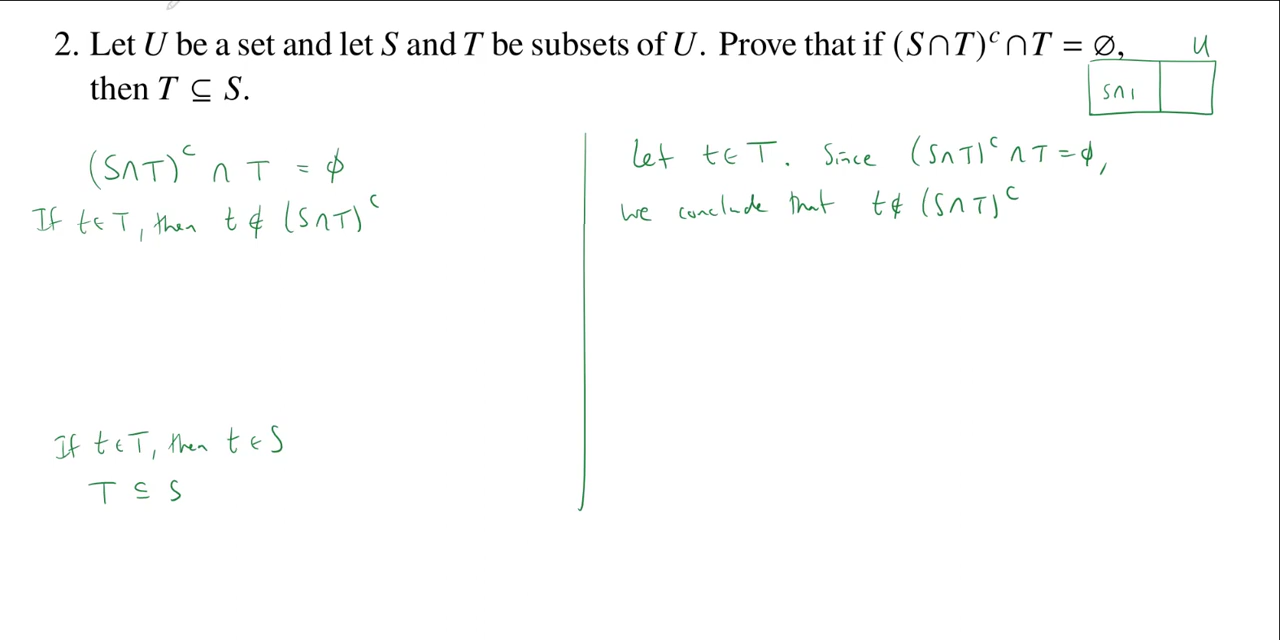 2. Let U be a set and let S and T be subsets of U. Prove that if (S∩T)ᶜ∩T = ∅,
then T ⊆ S.
U
S∩T
(S∩T)ᶜ ∩ T = ∅
If t∈T, then t ∉ (S∩T)ᶜ
If t∈T, then t∈S
T ⊆ S
Let t∈T. Since (S∩T)ᶜ∩T=∅,
we conclude that t∉(S∩T)ᶜ